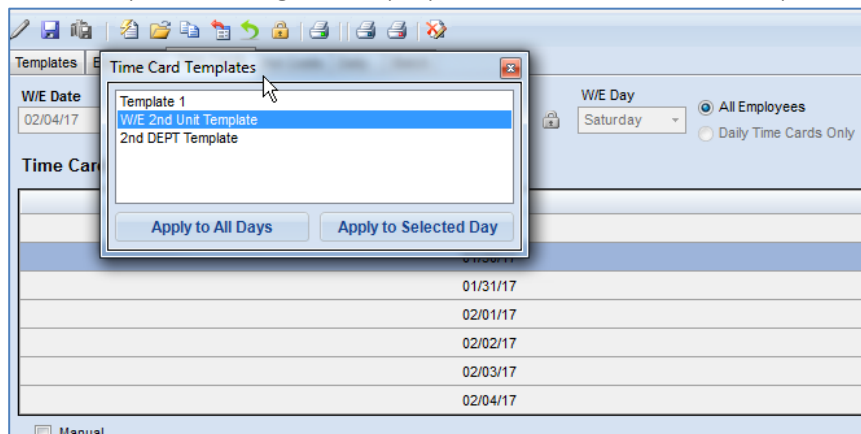 Templates
Time Card Templates
W/E Date
W/E Day
02/04/17
Template 1
W/E 2nd Unit Template
2nd DEPT Template
Saturday
All Employees
Daily Time Cards Only
Time Car
Apply to All Days
Apply to Selected Day
01/31/17
02/01/17
02/02/17
02/03/17
02/04/17
Manual